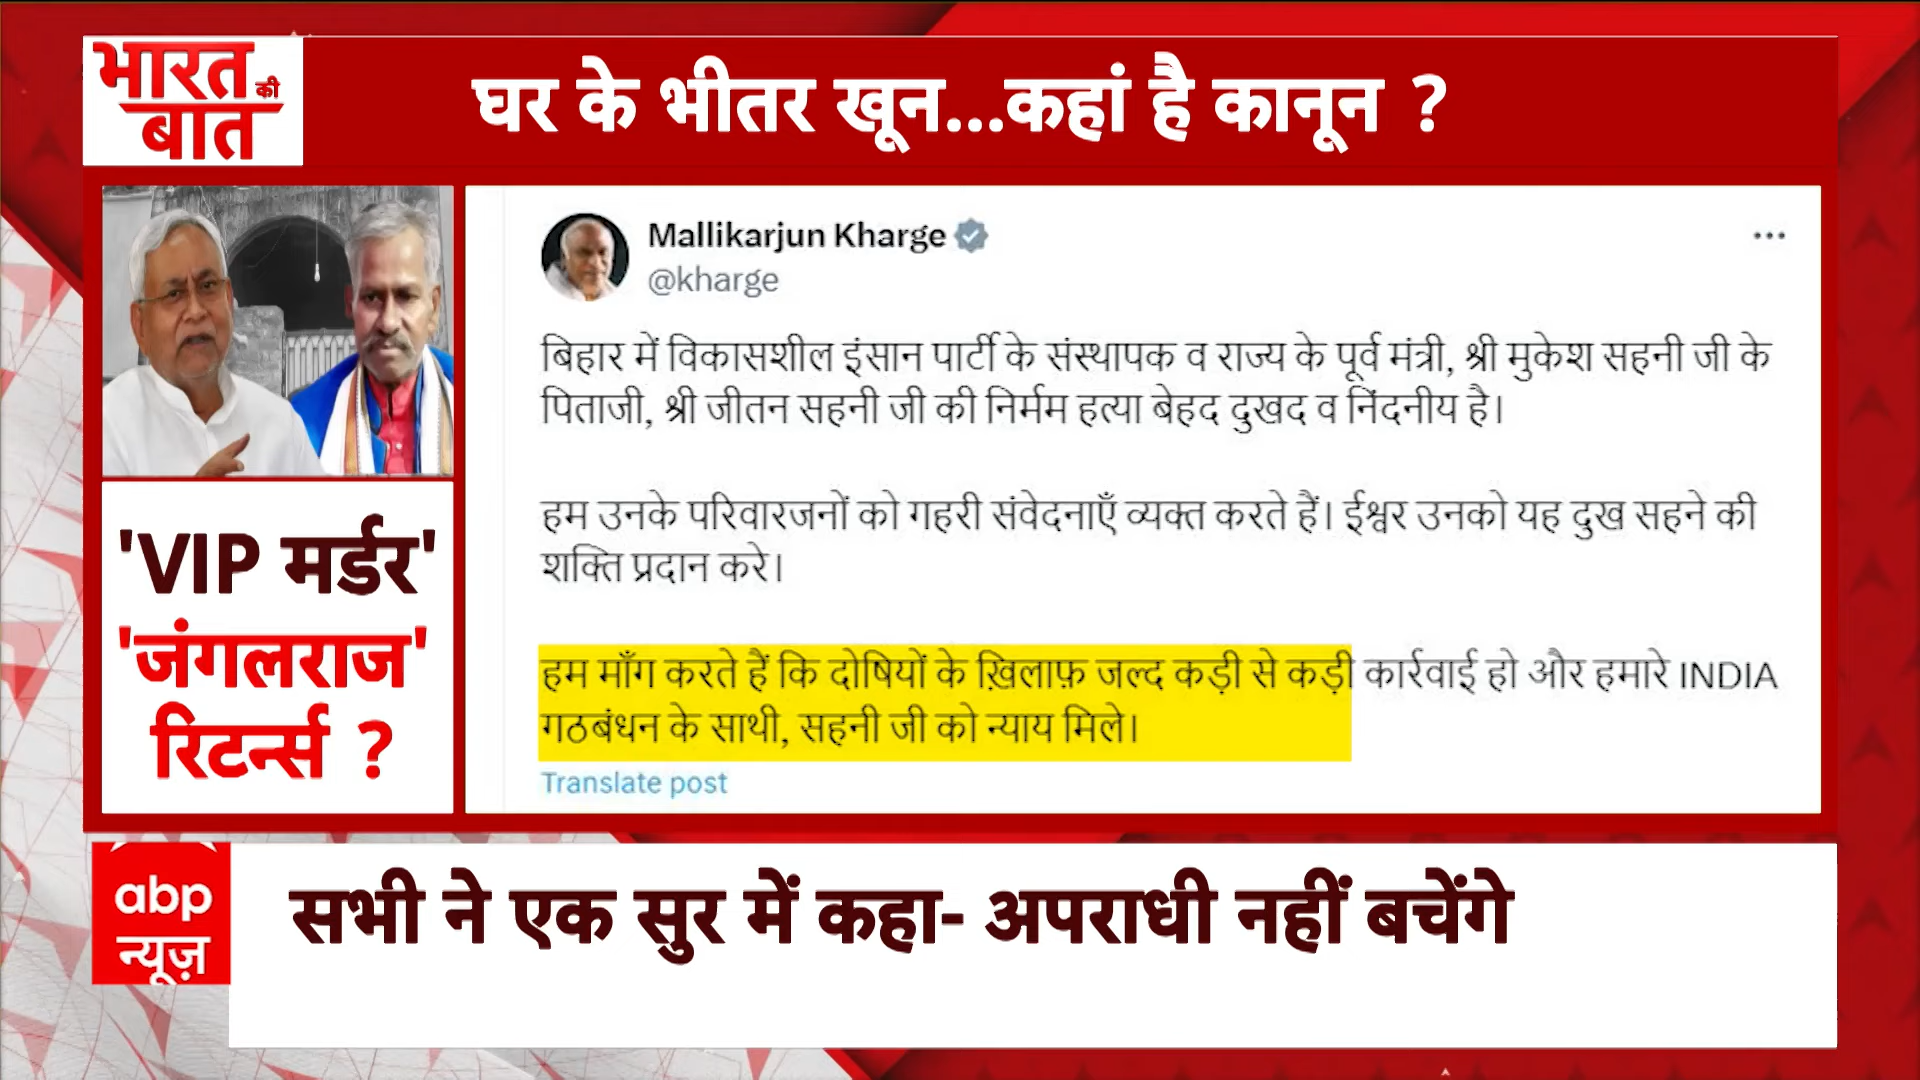 भारत की
बात
घर के भीतर खून...कहां है कानून ?
Mallikarjun Kharge
@kharge
बिहार में विकासशील इंसान पार्टी के संस्थापक व राज्य के पूर्व मंत्री, श्री मुकेश सहनी जी के
पिताजी, श्री जीतन सहनी जी की निर्मम हत्या बेहद दुखद व निंदनीय है।
हम उनके परिवारजनों को गहरी संवेदनाएँ व्यक्त करते हैं। ईश्वर उनको यह दुख सहने की
शक्ति प्रदान करे।
हम माँग करते हैं कि दोषियों के ख़िलाफ़ जल्द कड़ी से कड़ी कार्रवाई हो और हमारे INDIA
गठबंधन के साथी, सहनी जी को न्याय मिले।
Translate post
'VIP मर्डर'
'जंगलराज'
रिटर्न्स ?
abp
न्यूज़
सभी ने एक सुर में कहा- अपराधी नहीं बचेंगे